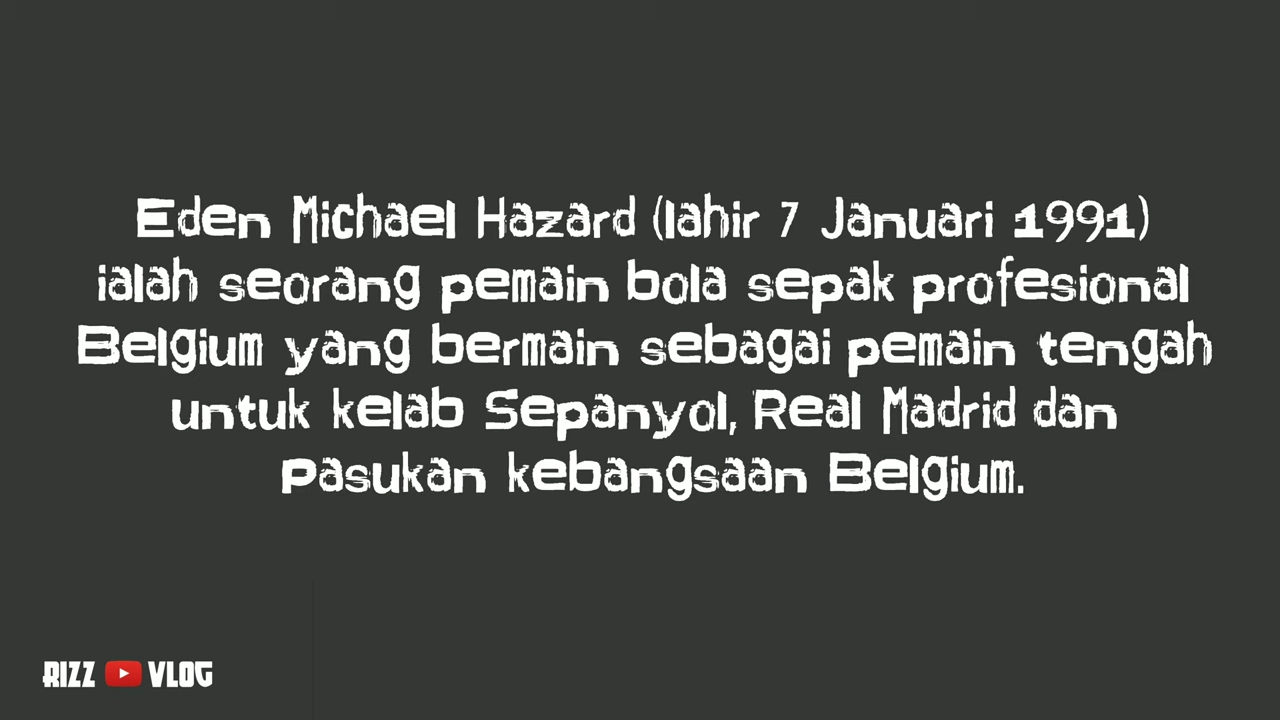 Eden Michael Hazard (lahir 7 Januari 1991)
ialah seorang pemain bola sepak profesional
Belgium yang bermain sebagai pemain tengah
untuk kelab Sepanyol, Real Madrid dan
Pasukan kebangsaan Belgium.
RIZZ VLOG